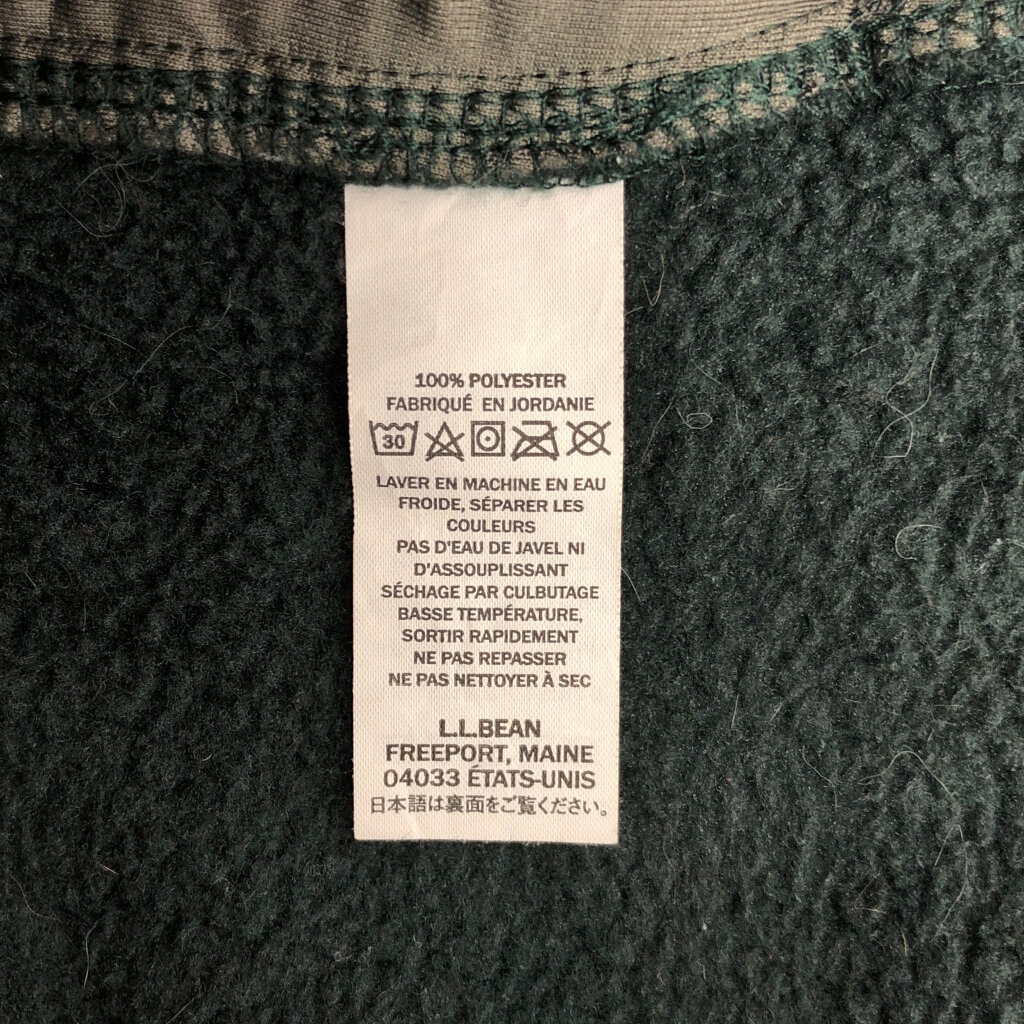 100% POLYESTER
FABRIQUÉ EN JORDANIE
30
LAVER EN MACHINE EN EAU
FROIDE, SÉPARER LES
COULEURS
PAS D'EAU DE JAVEL NI
D'ASSOUPLISSANT
SÉCHAGE PAR CULBUTAGE
BASSE TEMPÉRATURE,
SORTIR RAPIDEMENT
NE PAS REPASSER
NE PAS NETTOYER À SEC
L.L.BEAN
FREEPORT, MAINE
04033 ÉTATS-UNIS
日本語は裏面をご覧ください。